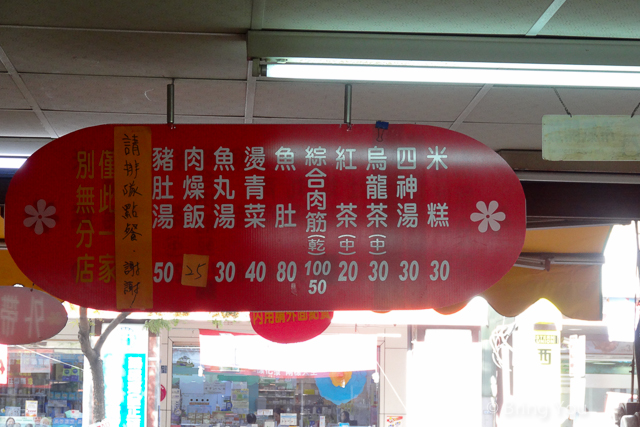 米糕 30
四神湯 30
烏龍茶(中) 30
紅茶(中) 20
綜合肉筋(乾) 100 50
魚肚 80
燙青菜 40
魚丸湯 30
肉燥飯 25
豬肚湯 50
請排隊點餐 謝謝
僅此一家
別無分店
外帶
西